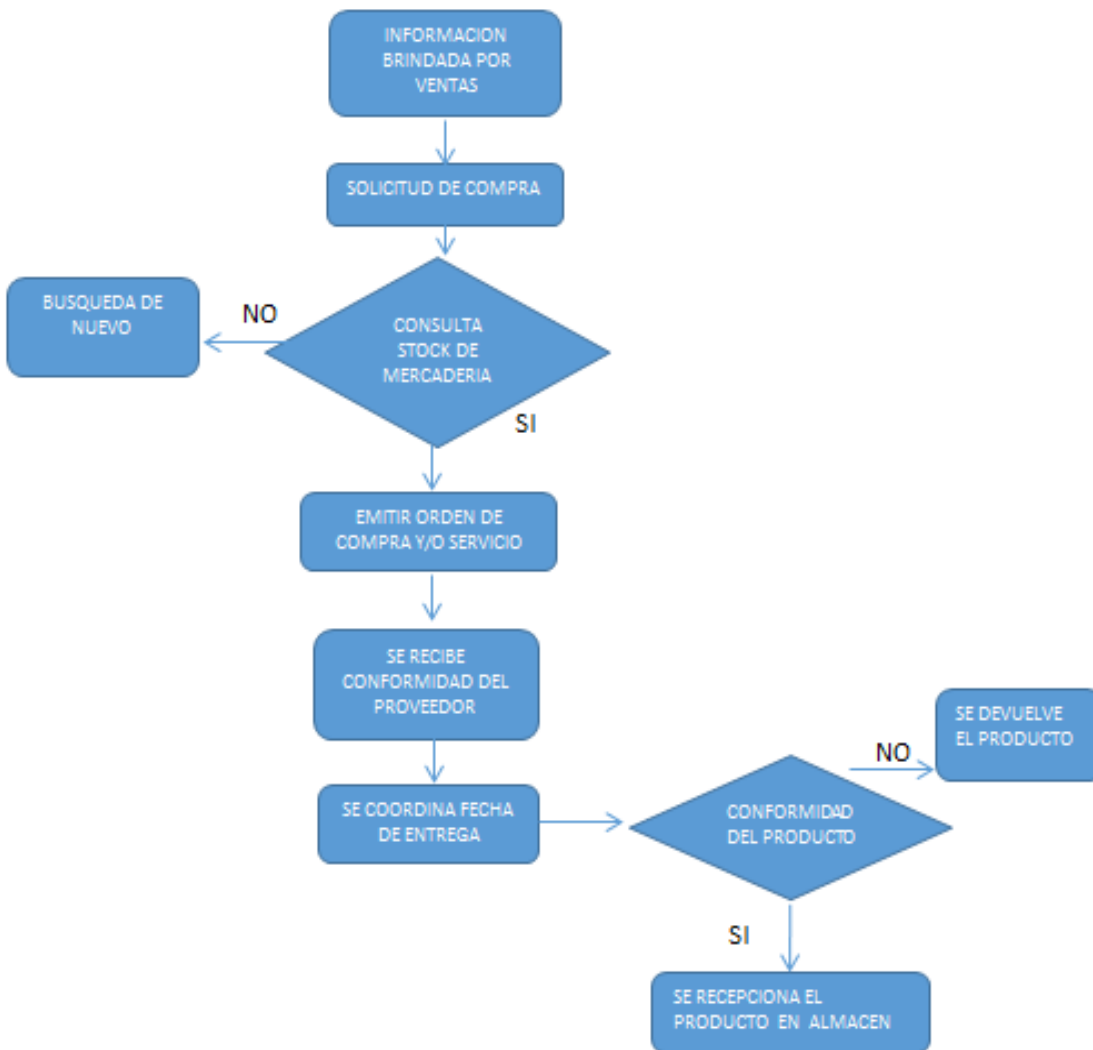 INFORMACION
BRINDADA POR
VENTAS
SOLICITUD DE COMPRA
BUSQUEDA DE
NUEVO
NO
CONSULTA
STOCK DE
MERCADERIA
SI
EMITIR ORDEN DE
COMPRA Y/O SERVICIO
SE RECIBE
CONFORMIDAD DEL
PROVEEDOR
SE COORDINA FECHA
DE ENTREGA
CONFORMIDAD
DEL PRODUCTO
NO
SE DEVUELVE
EL PRODUCTO
SI
SE RECEPCIONA EL
PRODUCTO EN ALMACEN